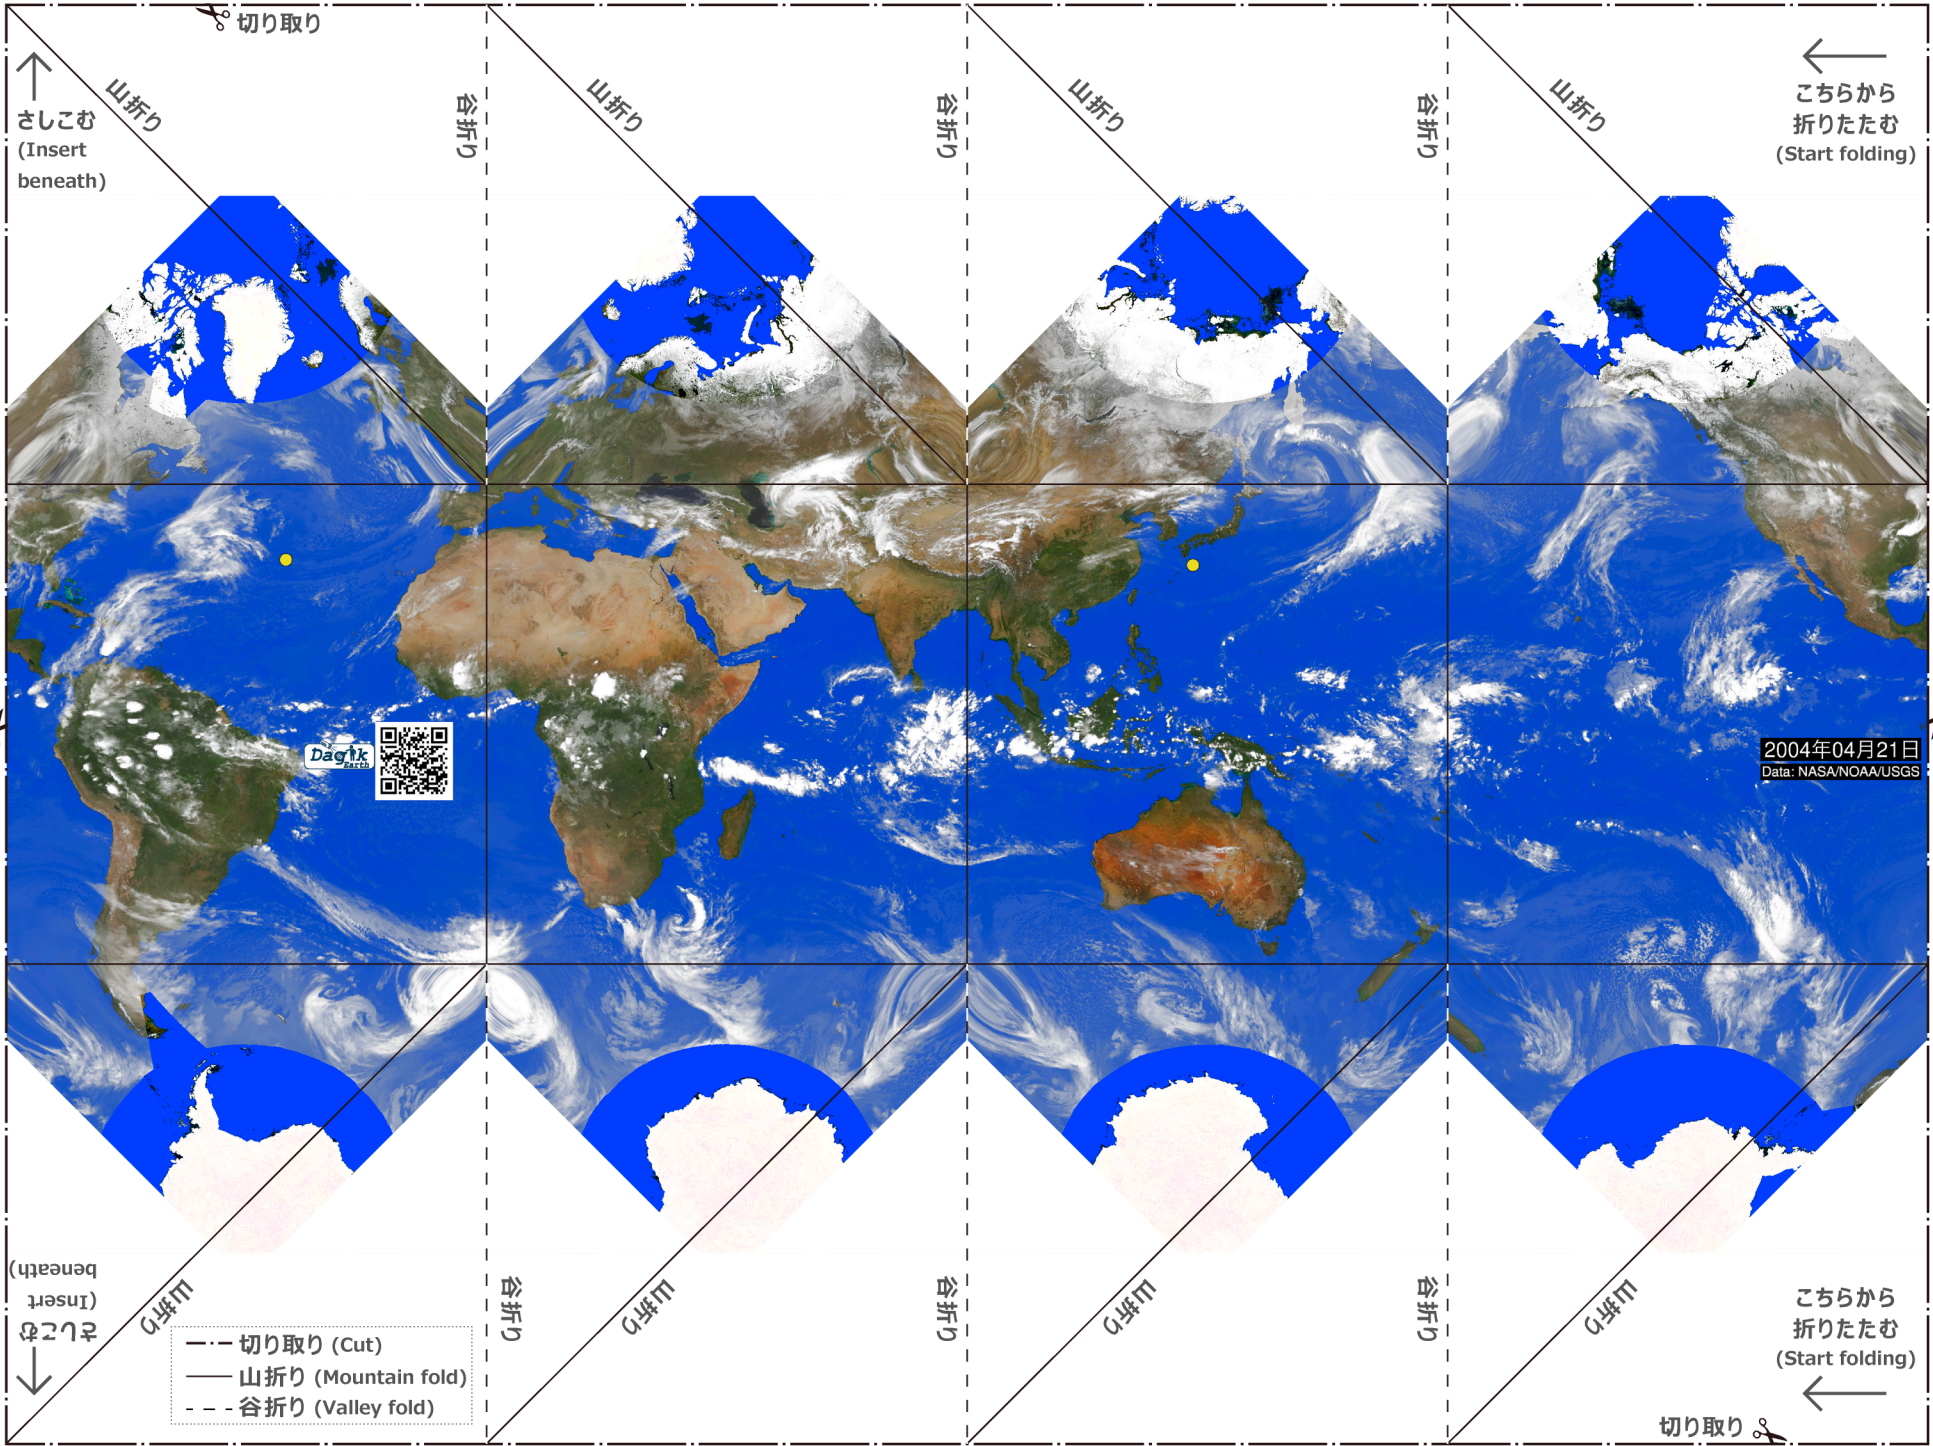 切り取り
山折り
谷折り
山折り
谷折り
山折り
谷折り
山折り
さしこむ
(Insert
beneath)
こちらから
折りたたむ
(Start folding)
Dagik
Earth
2004年04月21日
Data: NASA/NOAA/USGS
さしこむ
(Insert
beneath)
山折り
谷折り
山折り
谷折り
山折り
谷折り
山折り
切り取り (Cut)
山折り (Mountain fold)
谷折り (Valley fold)
こちらから
折りたたむ
(Start folding)
切り取り